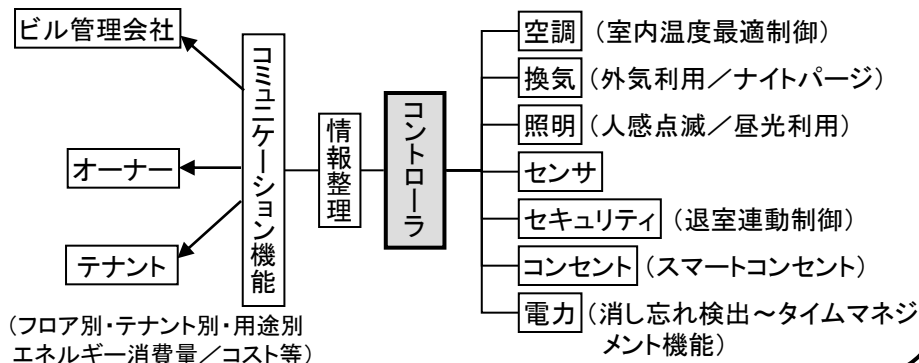 ビル管理会社
オーナー
テナント
(フロア別・テナント別・用途別
エネルギー消費量/コスト等)
コミュニケーション機能
情報整理
コントローラ
空調(室内温度最適制御)
換気(外気利用/ナイトパージ)
照明(人感点滅/昼光利用)
センサ
セキュリティ(退室連動制御)
コンセント(スマートコンセント)
電力(消し忘れ検出~タイムマネジ
メント機能)